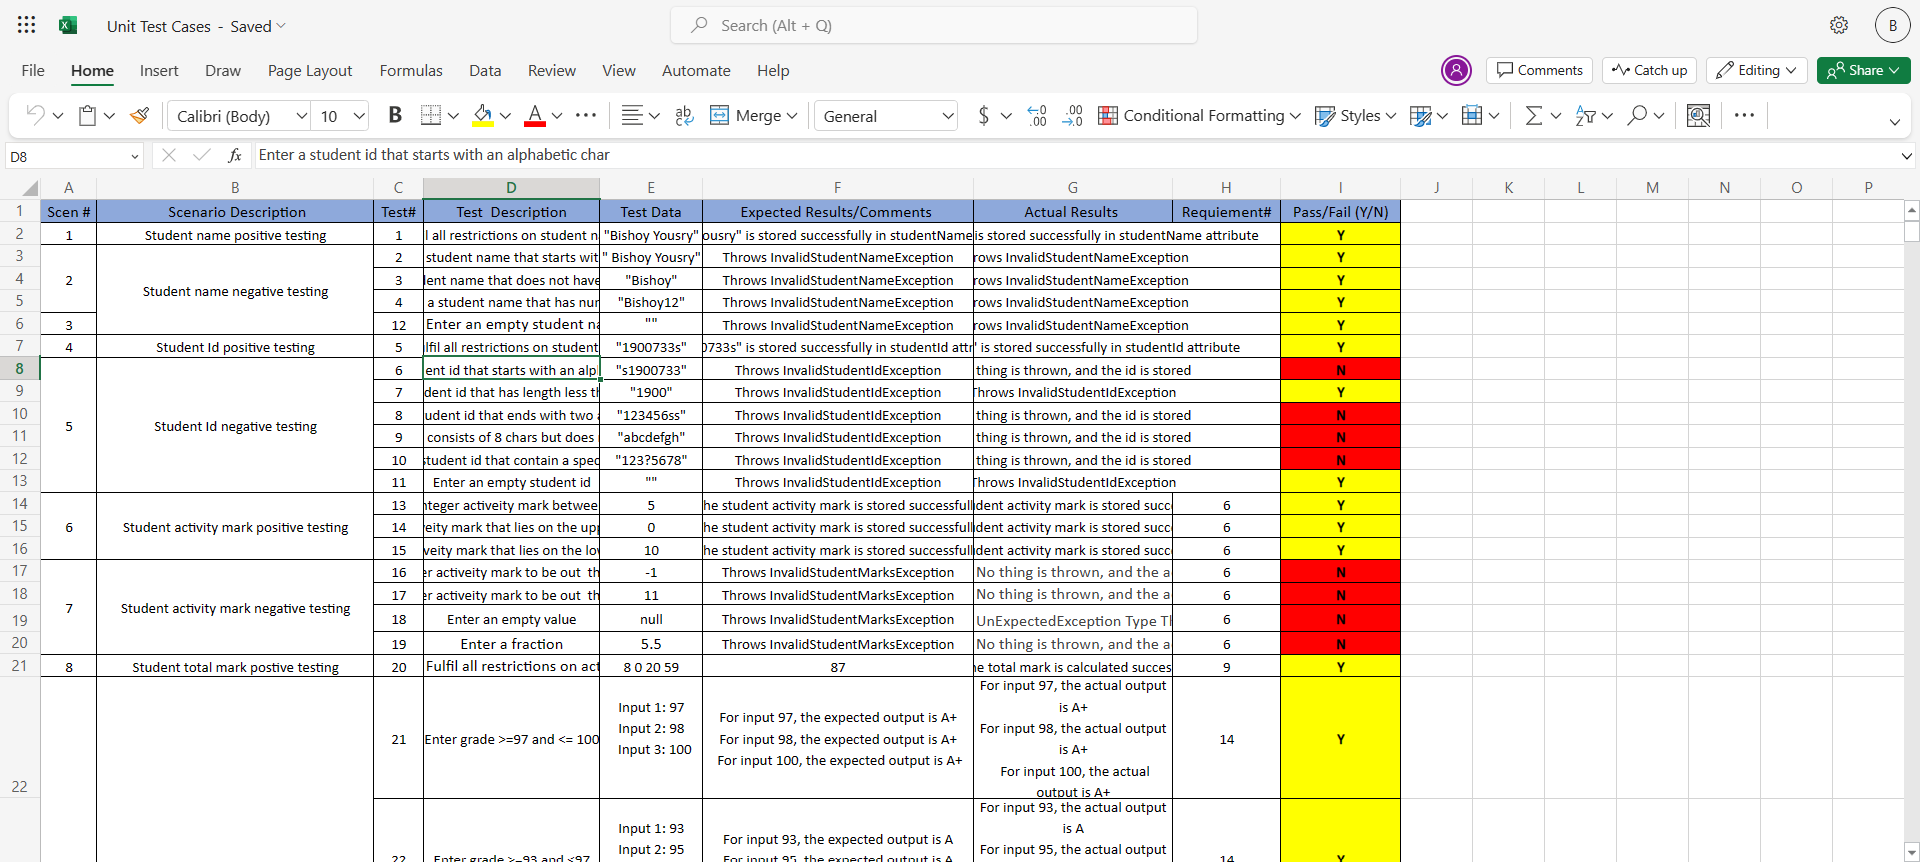 Unit Test Cases - Saved
Search (Alt + Q)
B
File Home Insert Draw Page Layout Formulas Data Review View Automate Help
Comments Catch up Editing Share
Calibri (Body) 10 B A ab Merge General $ Conditional Formatting Styles
D8 fx Enter a student id that starts with an alphabetic char
A B C D E F G H I J K L M N O P
1 Scen # Scenario Description Test# Test Description Test Data Expected Results/Comments Actual Results Requiement# Pass/Fail (Y/N)
2 1 Student name positive testing 1 l all restrictions on student "Bishoy Yousry" ousry" is stored successfully in studentName is stored successfully in studentName attribute Y
3 2 student name that starts wit " Bishoy Yousry" Throws InvalidStudentNameException rows InvalidStudentNameException Y
4 2 Student name negative testing 3 ent name that does not have "Bishoy" Throws InvalidStudentNameException rows InvalidStudentNameException Y
5 4 a student name that has nur "Bishoy12" Throws InvalidStudentNameException rows InvalidStudentNameException Y
6 3 12 Enter an empty student na "" Throws InvalidStudentNameException rows InvalidStudentNameException Y
7 4 Student Id positive testing 5 lfil all restrictions on student "1900733s" 0733s" is stored successfully in studentId attr " is stored successfully in studentId attribute Y
8 6 ent id that starts with an alp "s1900733" Throws InvalidStudentIdException thing is thrown, and the id is stored N
9 7 dent id that has length less th "1900" Throws InvalidStudentIdException Throws InvalidStudentIdException Y
10 5 Student Id negative testing 8 udent id that ends with two "123456ss" Throws InvalidStudentIdException thing is thrown, and the id is stored N
11 9 consists of 8 chars but does "abcdefgh" Throws InvalidStudentIdException thing is thrown, and the id is stored N
12 10 student id that contain a spec "123?5678" Throws InvalidStudentIdException thing is thrown, and the id is stored N
13 11 Enter an empty student id "" Throws InvalidStudentIdException Throws InvalidStudentIdException Y
14 13 nteger activeity mark betwee 5 he student activity mark is stored successfull dent activity mark is stored succ 6 Y
15 6 Student activity mark positive testing 14 eity mark that lies on the upp 0 he student activity mark is stored successfull dent activity mark is stored succ 6 Y
16 15 veity mark that lies on the lo 10 he student activity mark is stored successfull dent activity mark is stored succ 6 Y
17 16 er activeity mark to be out th -1 Throws InvalidStudentMarksException No thing is thrown, and the a 6 N
18 7 Student activity mark negative testing 17 er activeity mark to be out th 11 Throws InvalidStudentMarksException No thing is thrown, and the a 6 N
19 18 Enter an empty value null Throws InvalidStudentMarksException UnExpectedException Type Tl 6 N
20 19 Enter a fraction 5.5 Throws InvalidStudentMarksException No thing is thrown, and the a 6 N
21 8 Student total mark postive testing 20 Fulfil all restrictions on act 8 0 20 59 87 he total mark is calculated succes 9 Y
22 21 Enter grade >=97 and <= 100 14 Y
Input 1: 97
Input 2: 98
Input 3: 100
For input 97, the expected output is A+
For input 98, the expected output is A+
For input 100, the expected output is A+
For input 97, the actual output
is A+
For input 98, the actual output
is A+
For input 100, the actual
output is A+
22 Enter grade >=93 and <97 14 Y
Input 1: 93
Input 2: 95
For input 93, the expected output is A
For input 95, the expected output is A
For input 93, the actual output
is A
For input 95, the actual output